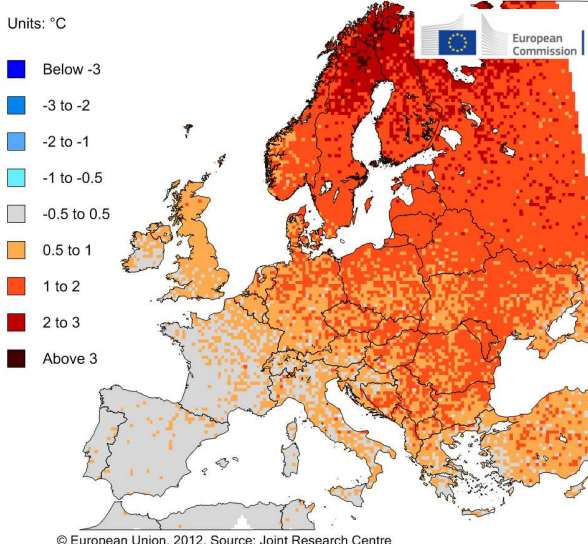 Units: °C
European
Commission
Below -3
-3 to -2
-2 to -1
-1 to -0.5
-0.5 to 0.5
0.5 to 1
1 to 2
2 to 3
Above 3
© European Union, 2012. Source: Joint Research Centre